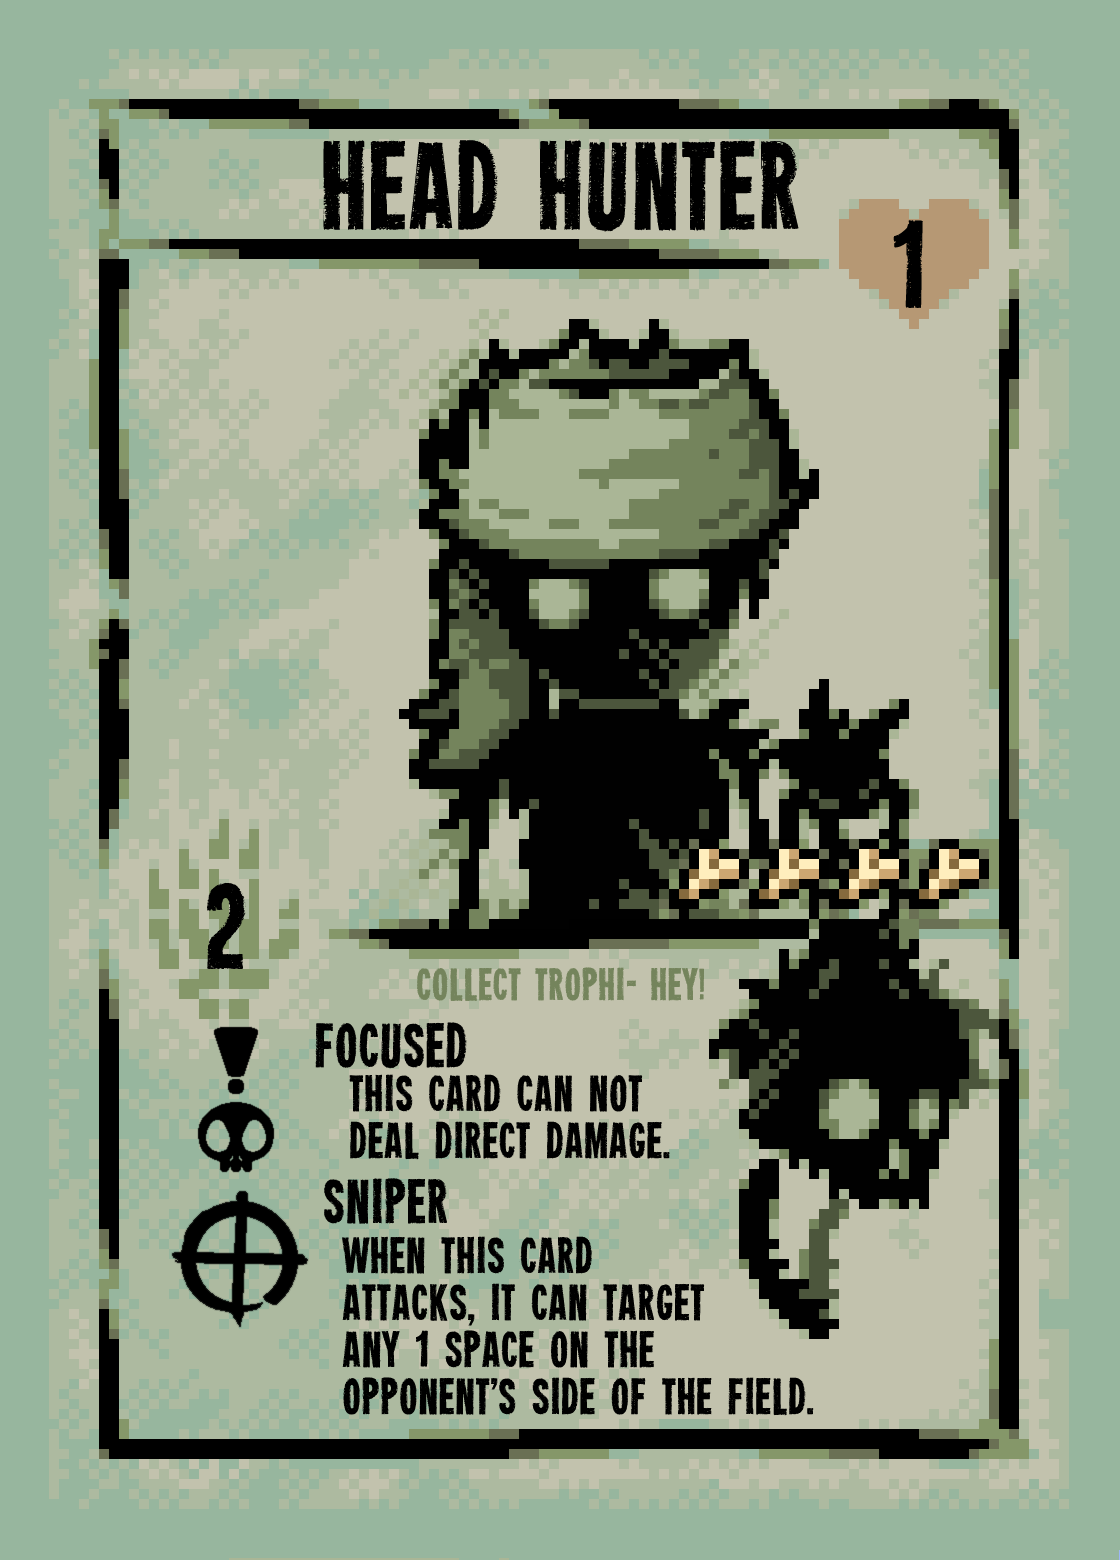 HEAD HUNTER
1
2
COLLECT TROPHI- HEY!
FOCUSED
THIS CARD CAN NOT
DEAL DIRECT DAMAGE.
SNIPER
WHEN THIS CARD
ATTACKS, IT CAN TARGET
ANY 1 SPACE ON THE
OPPONENT'S SIDE OF THE FIELD.